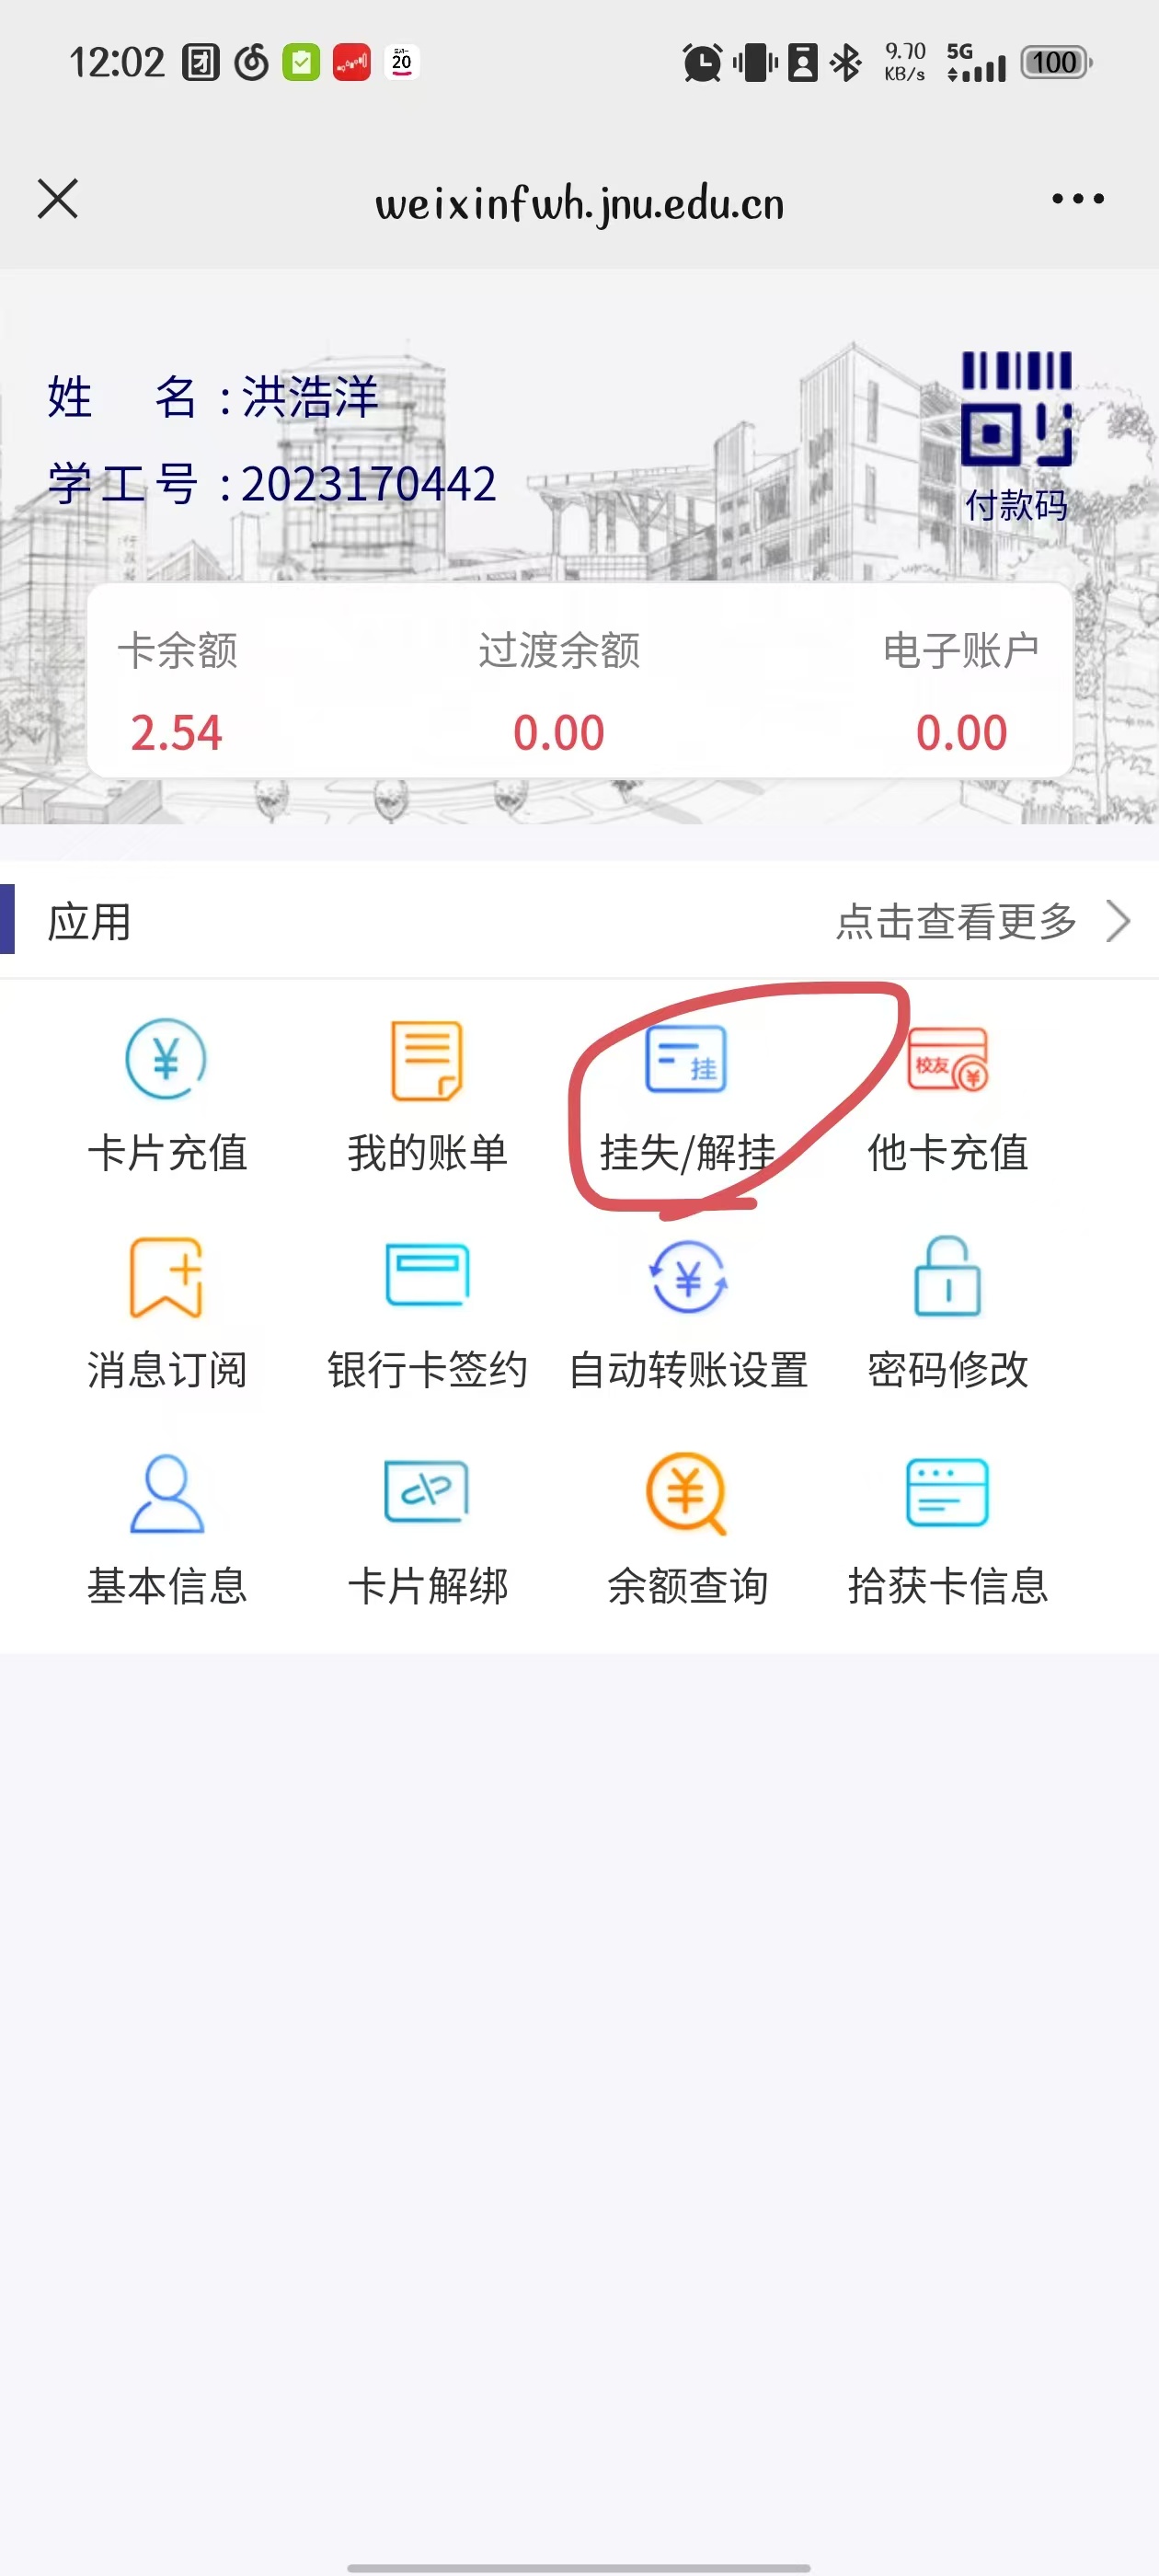 12:02 20 9.70 KB/s 5G 100
weixinfwh.jnu.edu.cn
姓 名 : 洪浩洋
学工号 : 2023170442
付款码
卡余额 过渡余额 电子账户
2.54 0.00 0.00
应用 点击查看更多
挂 校友
卡片充值 我的账单 挂失/解挂 他卡充值
消息订阅 银行卡签约 自动转账设置 密码修改
基本信息 卡片解绑 余额查询 拾获卡信息